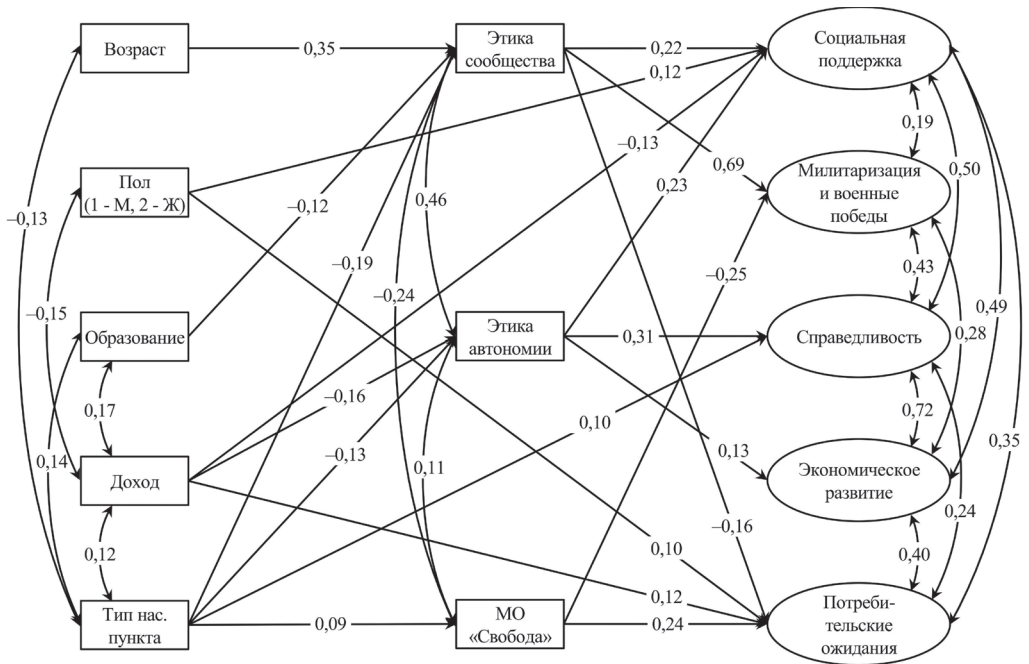 Возраст
0,35
Этика
сообщества
0,22
0,12
Социальная
поддержка
0,19
–0,13
0,69
0,23
0,50
Пол
(1 - М, 2 - Ж)
–0,13
–0,12
0,46
Милитаризация
и военные
победы
–0,19
–0,24
–0,25
0,43
–0,15
0,49
0,28
Образование
Этика
автономии
0,31
Справедливость
–0,16
0,17
0,10
0,72
0,35
0,14
–0,13
0,11
0,13
Доход
Экономическое
развитие
0,24
–0,16
0,12
0,10
0,40
0,12
Тип нас.
пункта
0,09
МО
«Свобода»
0,24
Потреби-
тельские
ожидания